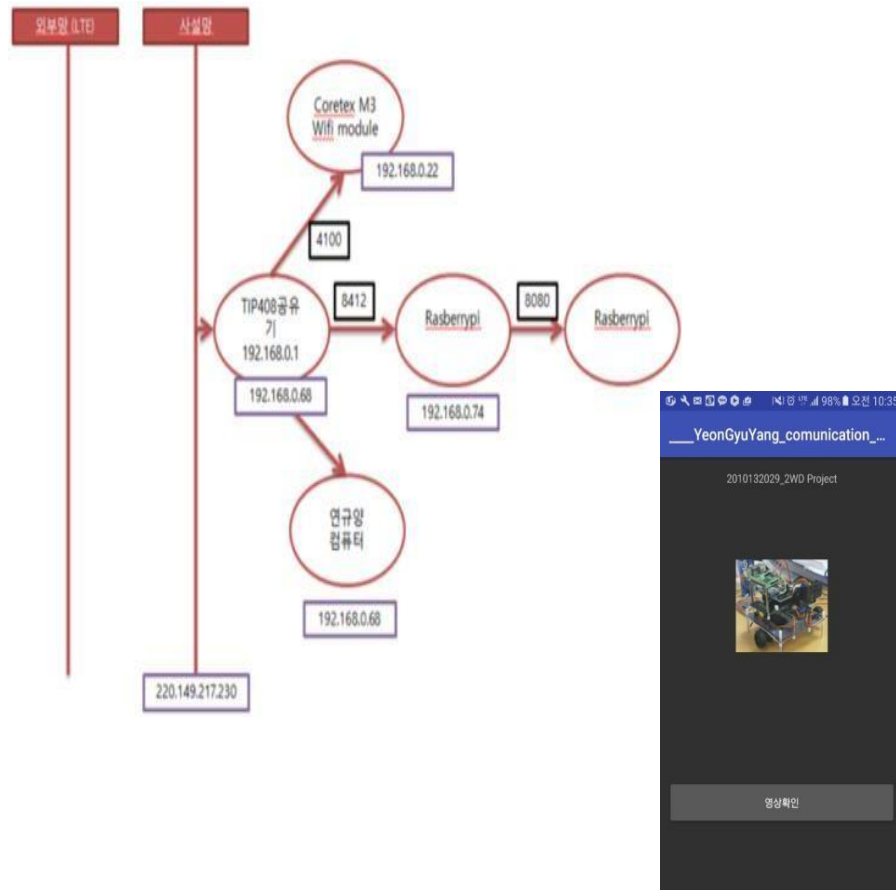 외부망 (LTE)
사설망
Coretex M3
Wifi module
192.168.0.22
4100
TIP408공유
기
192.168.0.1
192.168.0.68
8412
Rasberrypi
192.168.0.74
8080
Rasberrypi
연규양
컴퓨터
192.168.0.68
220.149.217.230
LTE 98% 오전 10:35
____YeonGyuYang_comunication_...
2010132029_2WD Project
영상확인